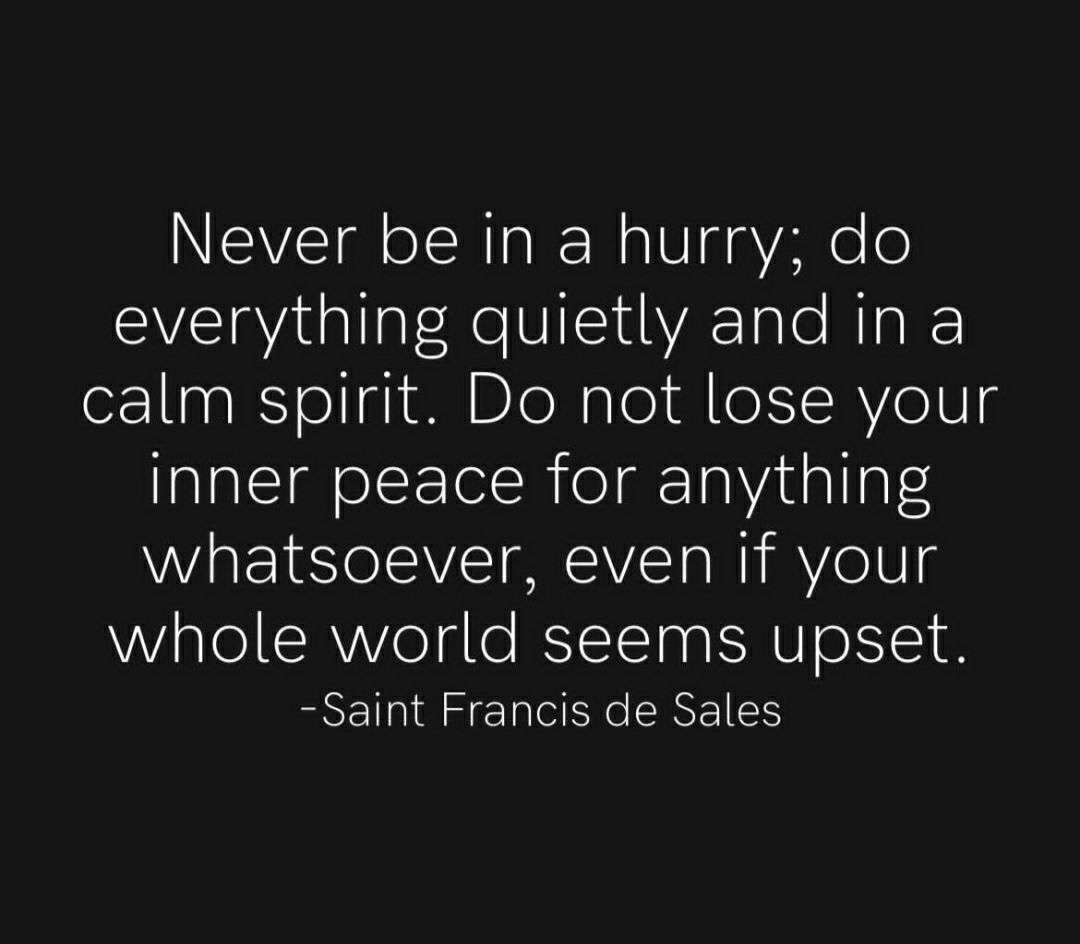 Never be in a hurry; do
everything quietly and in a
calm spirit. Do not lose your
inner peace for anything
whatsoever, even if your
whole world seems upset.
-Saint Francis de Sales